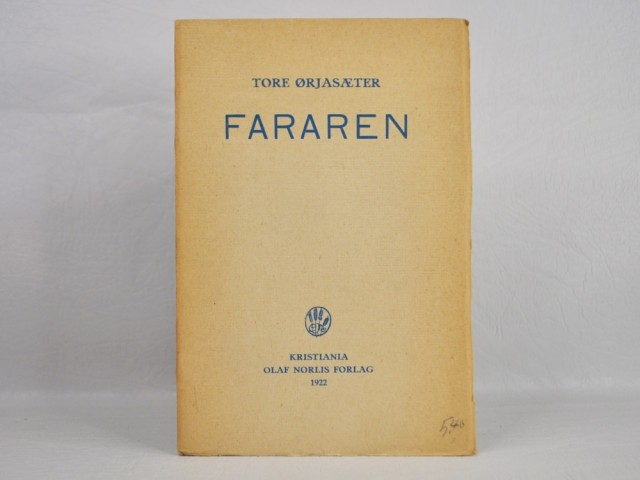 TORE ØRJASÆTER
FARAREN
KRISTIANIA
OLAF NORLIS FORLAG
1922